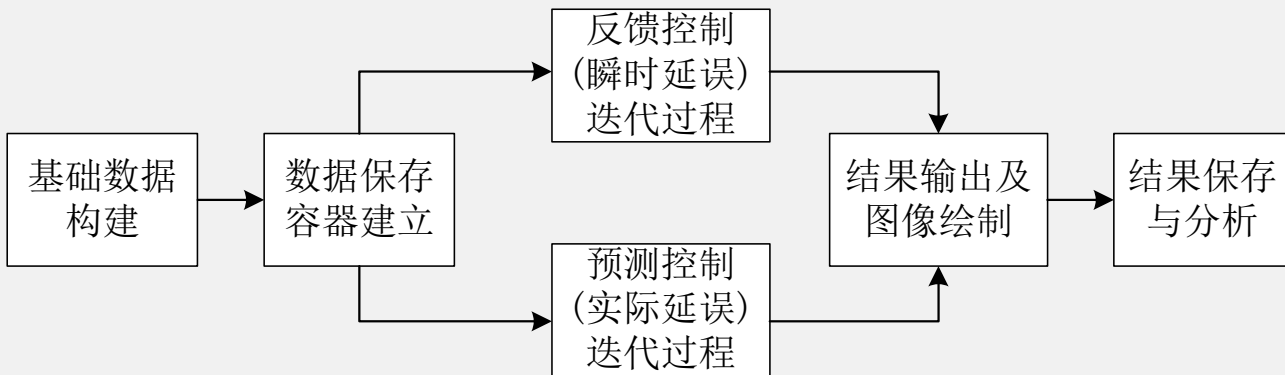 基础数据
构建
数据保存
容器建立
反馈控制
(瞬时延误)
迭代过程
预测控制
(实际延误)
迭代过程
结果输出及
图像绘制
结果保存
与分析